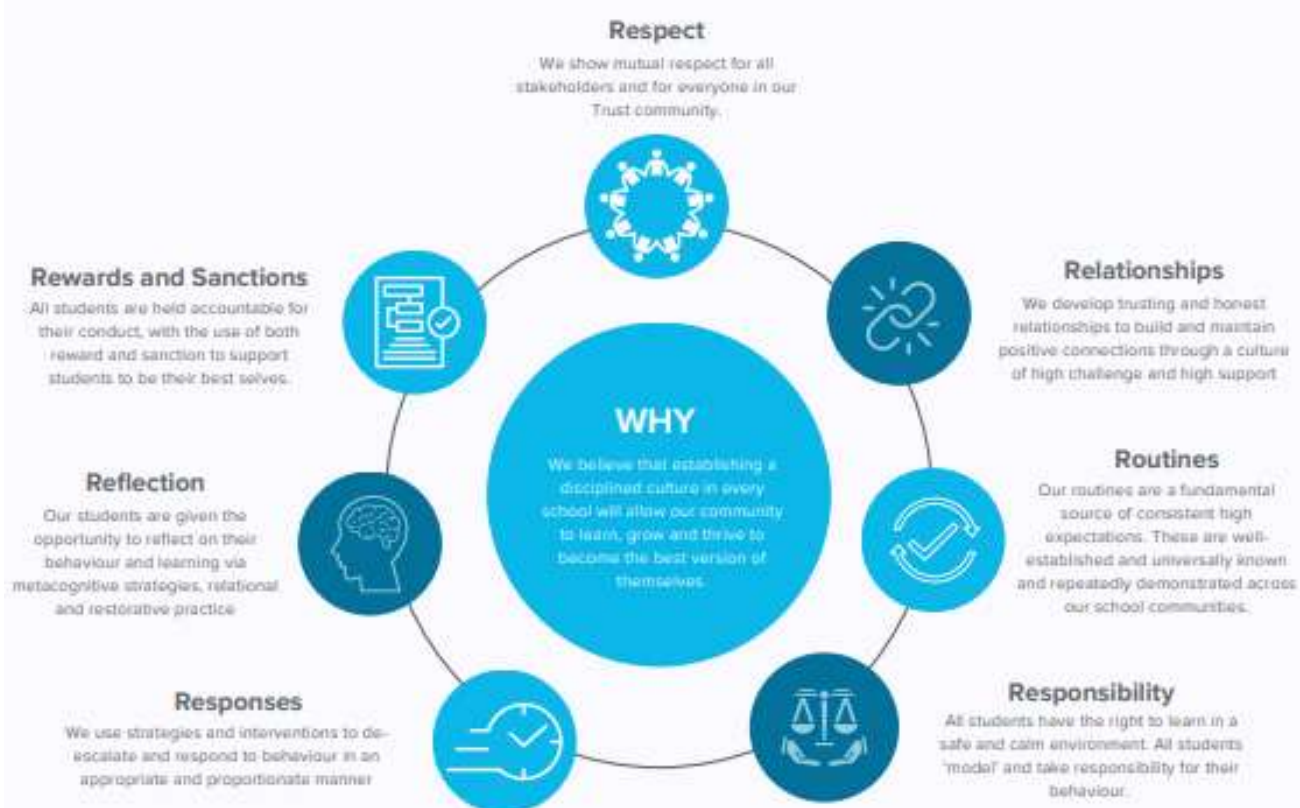 Respect
We show mutual respect for all
stakeholders and for everyone in our
Trust community.
Relationships
We develop trusting and honest
relationships to build and maintain
positive connections through a culture
of high challenge and high support
Routines
Our routines are a fundamental
source of consistent high
expectations. These are well-
established and universally known
and repeatedly demonstrated across
our school communities.
Responsibility
All students have the right to learn in a
safe and calm environment. All students
'model' and take responsibility for their
behaviour.
Responses
We use strategies and interventions to de-
escalate and respond to behaviour in an
appropriate and proportionate manner
Reflection
Our students are given the
opportunity to reflect on their
behaviour and learning via
metacognitive strategies, relational
and restorative practice
Rewards and Sanctions
All students are held accountable for
their conduct, with the use of both
reward and sanction to support
students to be their best selves.
WHY
We believe that establishing a
disciplined culture in every
school will allow our community
to learn, grow and thrive to
become the best version of
themselves.